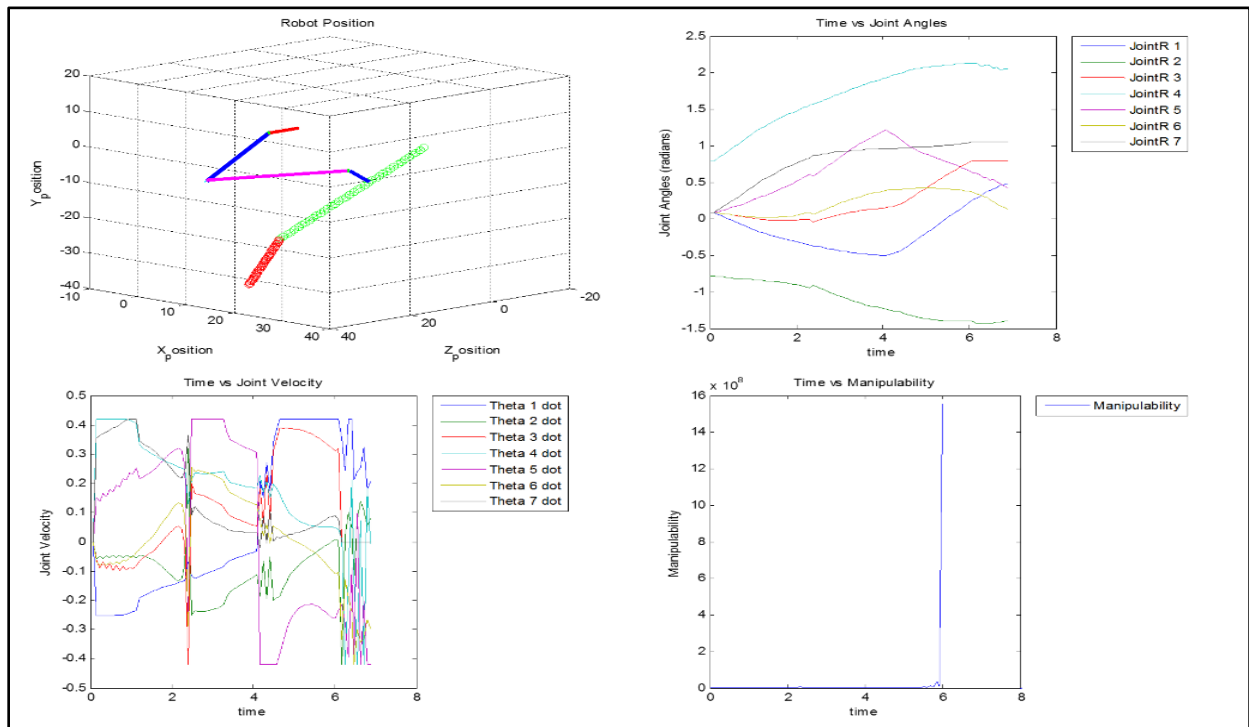 Robot Position
20
10
0
-10
-20
-30
-40
-10
0
10
20
30
40
40
20
0
-20
Y_position
X_position
Z_position
Time vs Joint Angles
2.5
2
1.5
1
0.5
0
-0.5
-1
-1.5
0 2 4 6 8
Joint Angles (radians)
time
JointR 1
JointR 2
JointR 3
JointR 4
JointR 5
JointR 6
JointR 7
Time vs Joint Velocity
0.5
0.4
0.3
0.2
0.1
0
-0.1
-0.2
-0.3
-0.4
-0.5
0 2 4 6 8
Joint Velocity
time
Theta 1 dot
Theta 2 dot
Theta 3 dot
Theta 4 dot
Theta 5 dot
Theta 6 dot
Theta 7 dot
Time vs Manipulability
x 10^8
16
14
12
10
8
6
4
2
0
0 2 4 6 8
Manipulability
time
Manipulability